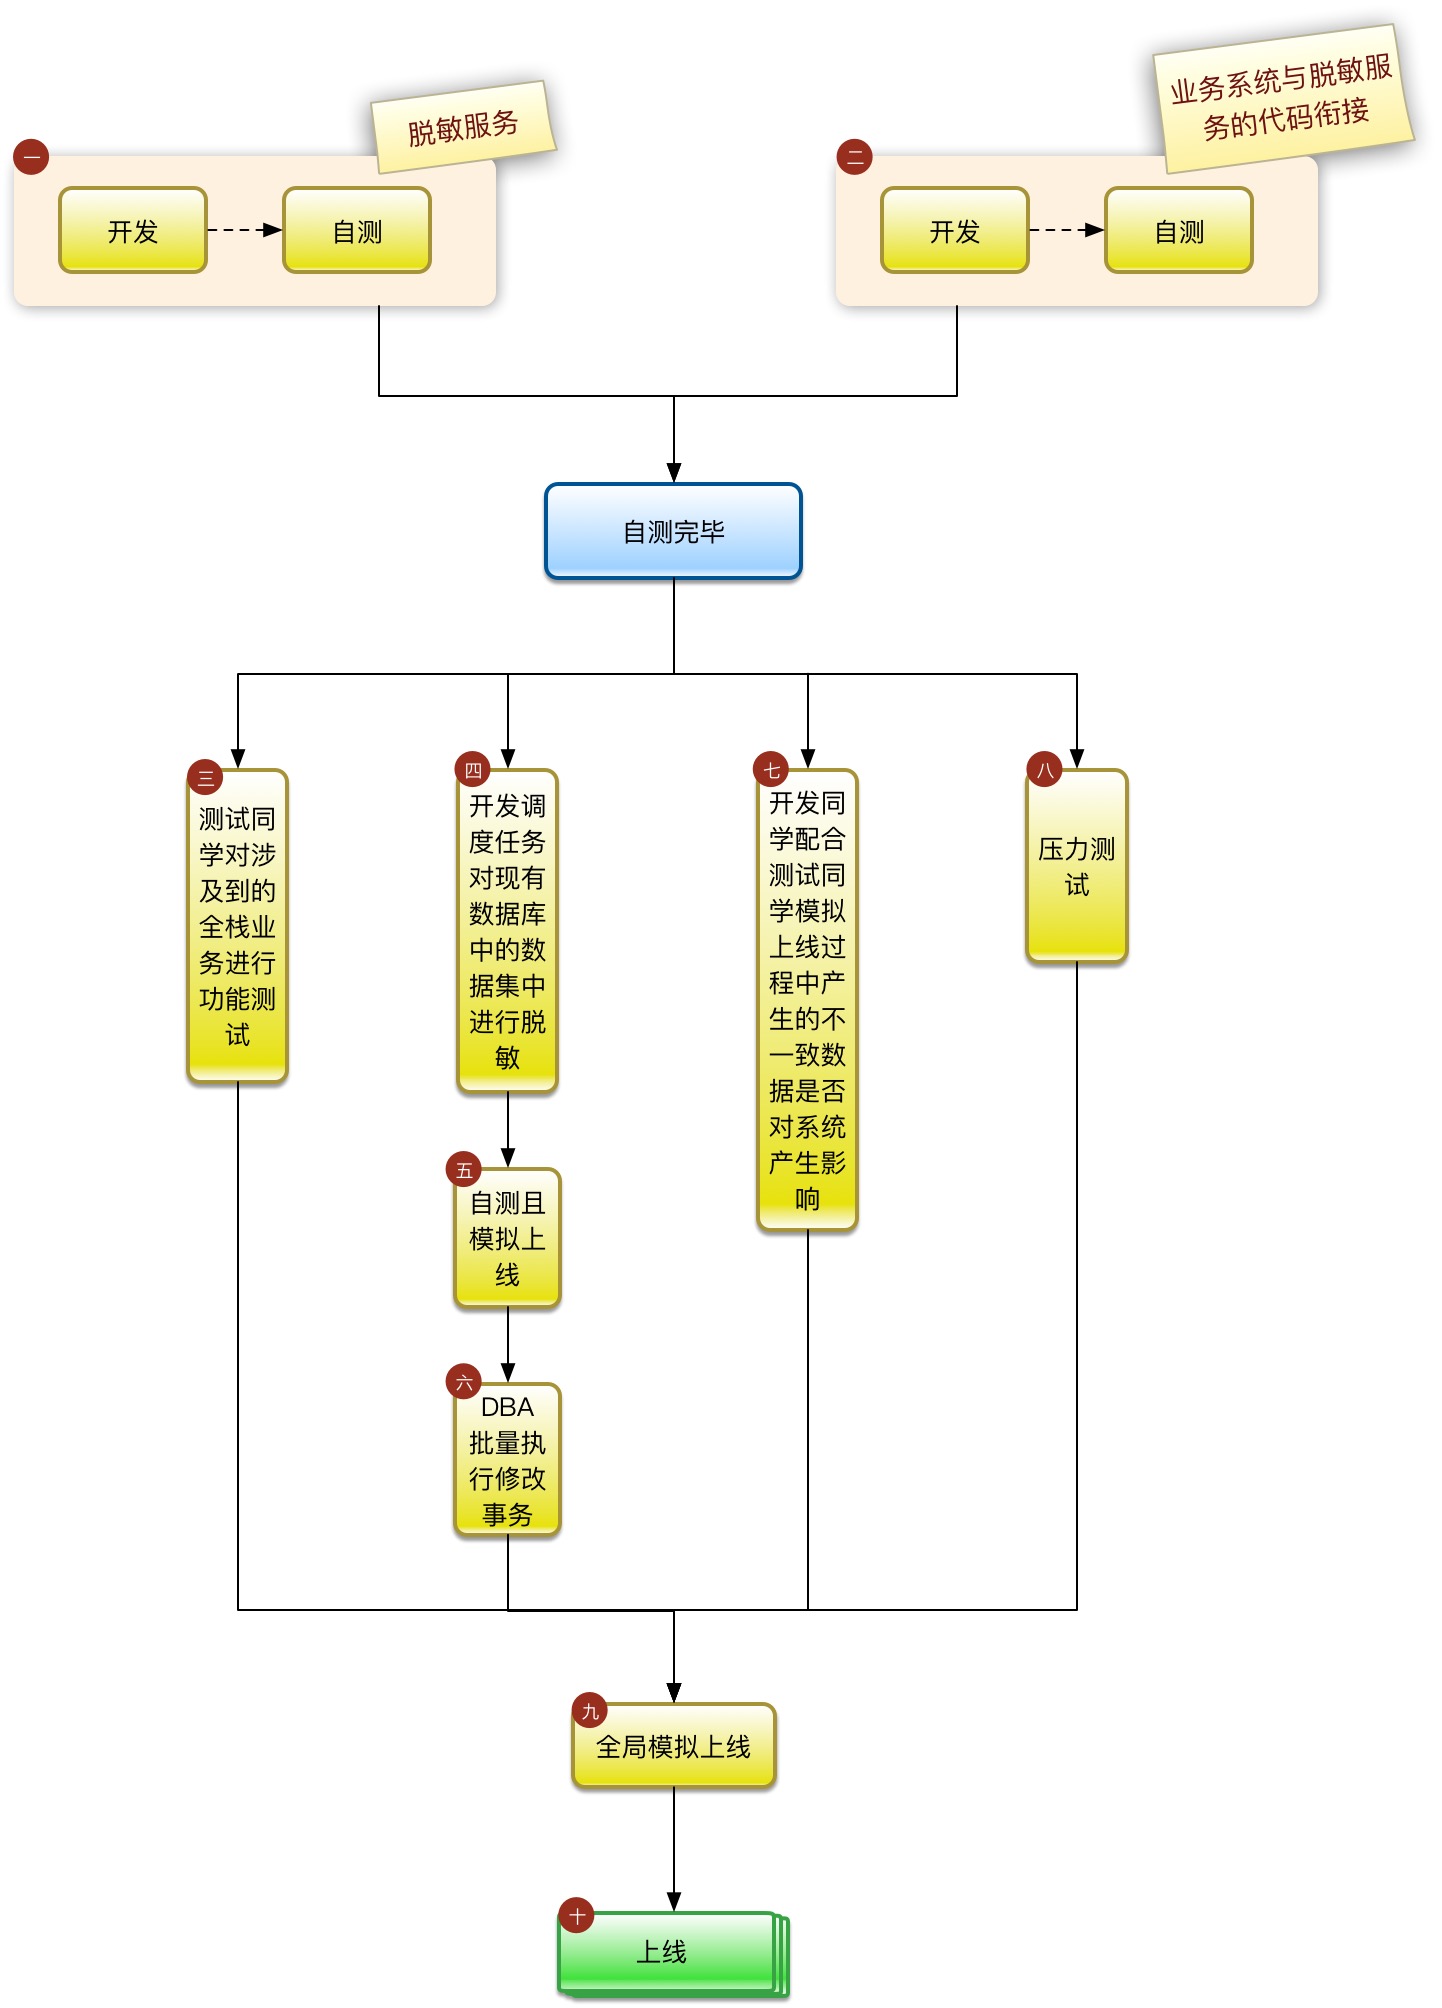 脱敏服务
业务系统与脱敏服
务的代码衔接
一
开发
自测
二
开发
自测
自测完毕
三
测试同
学对涉
及到的
全栈业
务进行
功能测
试
四
开发调
度任务
对现有
数据库
中的数
据集中
进行脱
敏
五
自测且
模拟上
线
六
DBA
批量执
行修改
事务
七
开发同
学配合
测试同
学模拟
上线过
程中产
生的不
一致数
据是否
对系统
产生影
响
八
压力测
试
九
全局模拟上线
十
上线